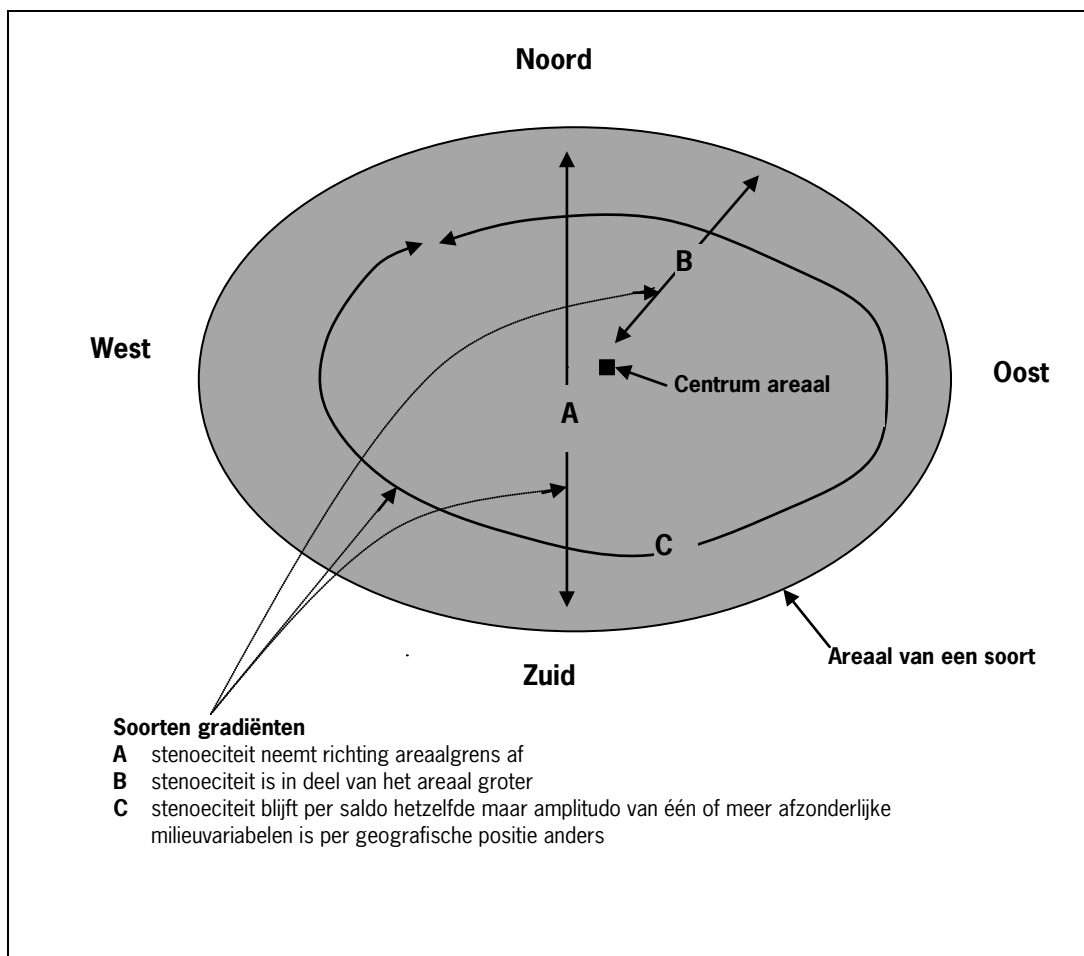 Noord
B
West
Centrum areaal
Oost
A
C
Areaal van een soort
Zuid
Soorten gradiënten
A stenoeciteit neemt richting areaalgrens af
B stenoeciteit is in deel van het areaal groter
C stenoeciteit blijft per saldo hetzelfde maar amplitudo van één of meer afzonderlijke
milieuvariabelen is per geografische positie anders